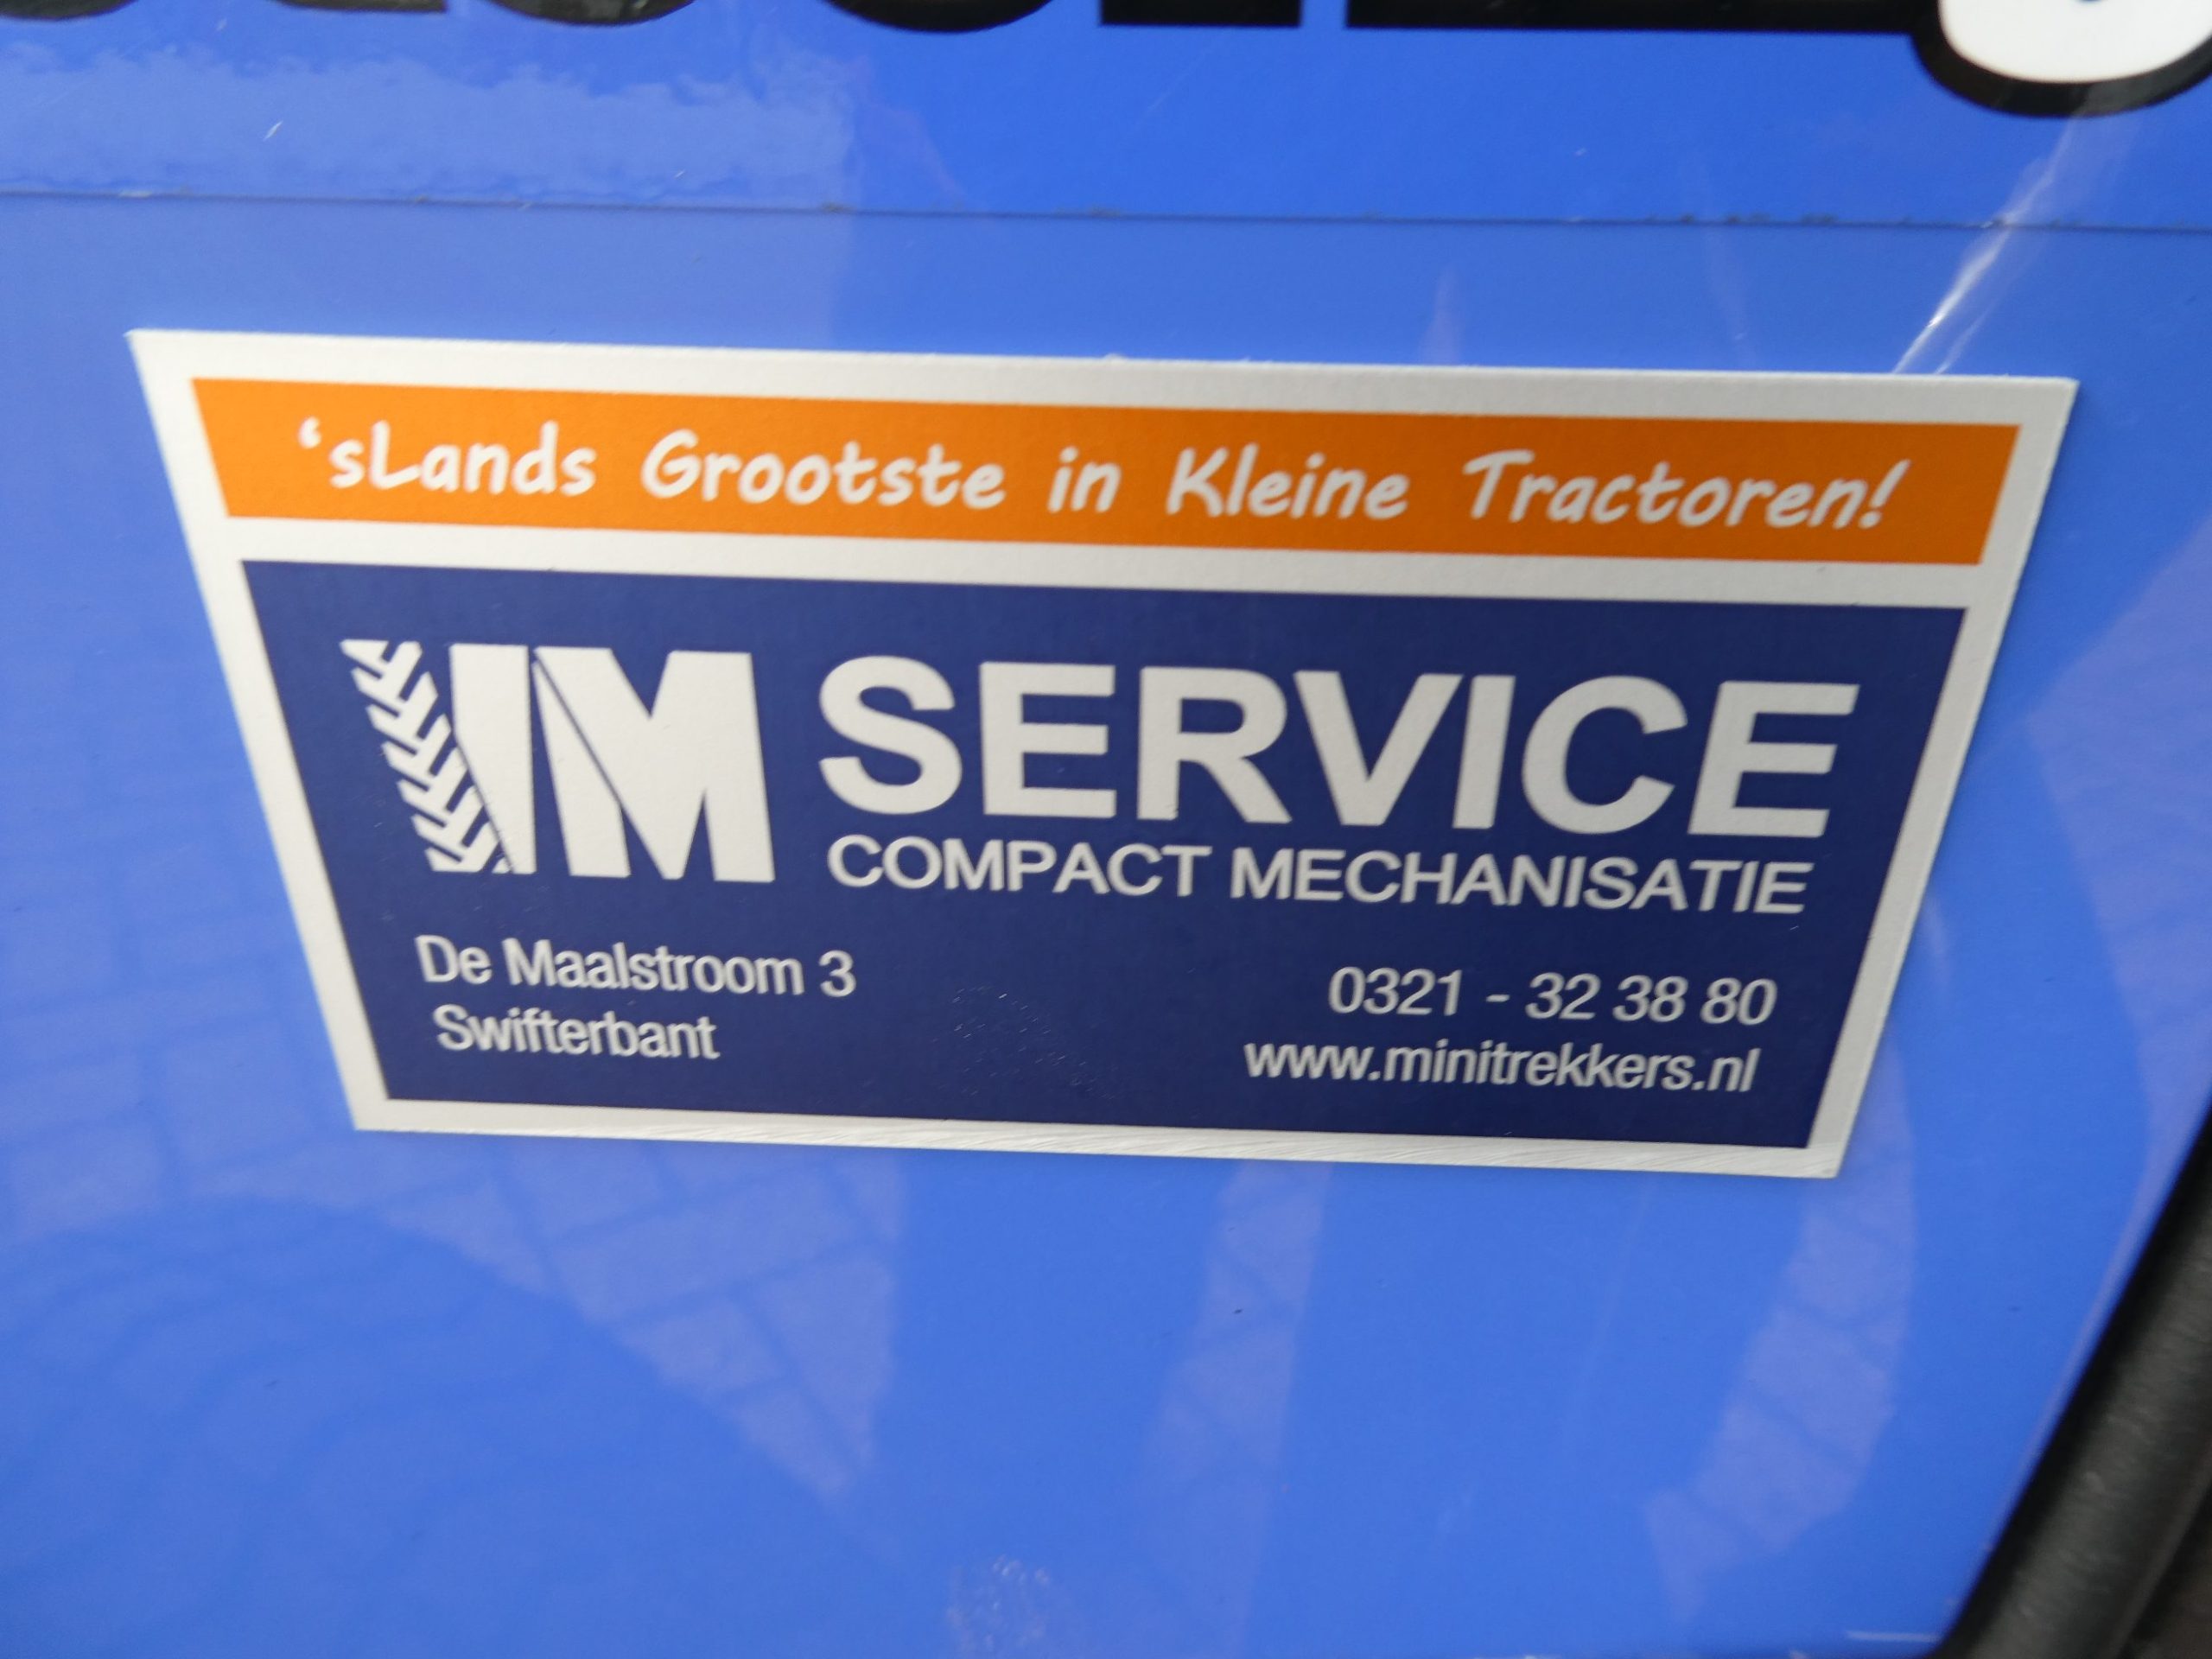 ‘sLands Grootste in Kleine Tractoren!
IM SERVICE
COMPACT MECHANISATIE
De Maalstroom 3
Swifterbant
0321 - 32 38 80
www.minitrekkers.nl